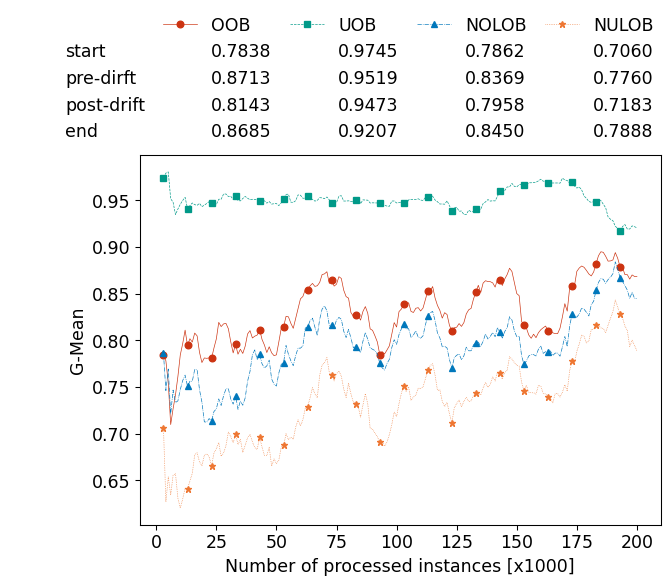 OOB UOB NOLOB NULOB
start 0.7838 0.9745 0.7862 0.7060
pre-dirft 0.8713 0.9519 0.8369 0.7760
post-drift 0.8143 0.9473 0.7958 0.7183
end 0.8685 0.9207 0.8450 0.7888
0.95
0.90
0.85
0.80
0.75
0.70
0.65
G-Mean
0 25 50 75 100 125 150 175 200
Number of processed instances [x1000]